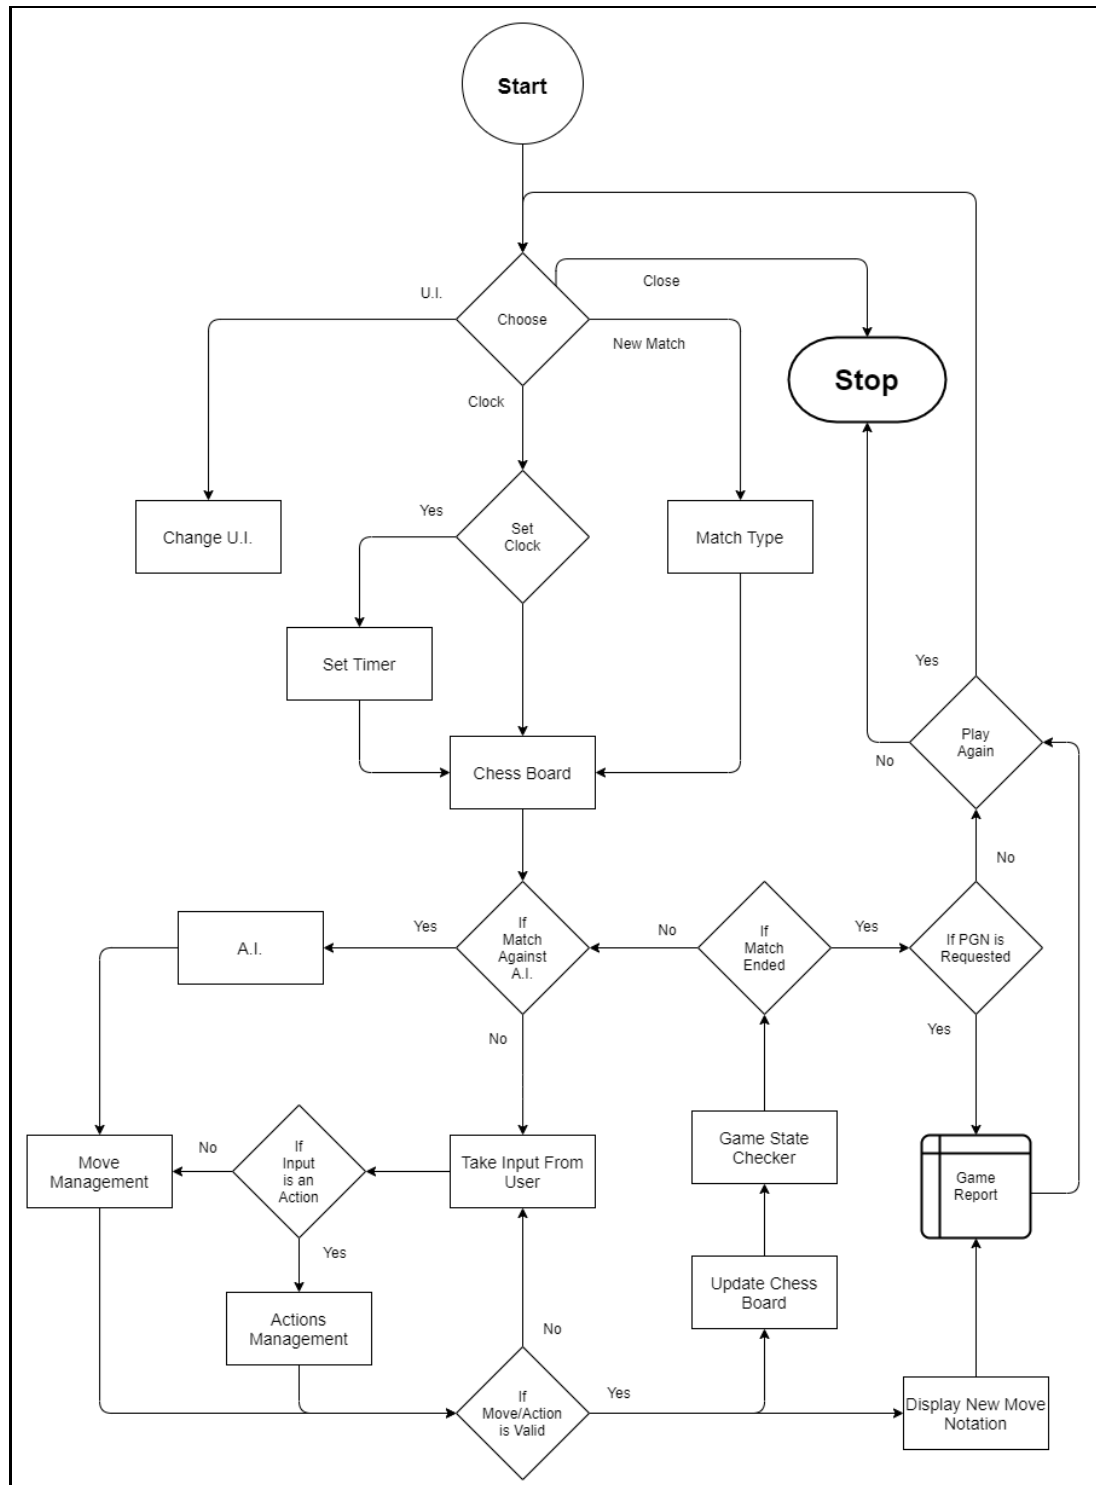 Start
Close
U.I.
Choose
New Match
Stop
Clock
Yes
Set
Clock
Change U.I.
Match Type
Set Timer
Yes
Play
Again
No
Chess Board
No
Yes
A.I.
If
Match
Against
A.I.
No
If
Match
Ended
Yes
If PGN is
Requested
No
Yes
Move
Management
No
If
Input
is an
Action
Take Input From
User
Game State
Checker
Game
Report
Yes
Actions
Management
Update Chess
Board
No
If
Move/Action
is Valid
Yes
Display New Move
Notation